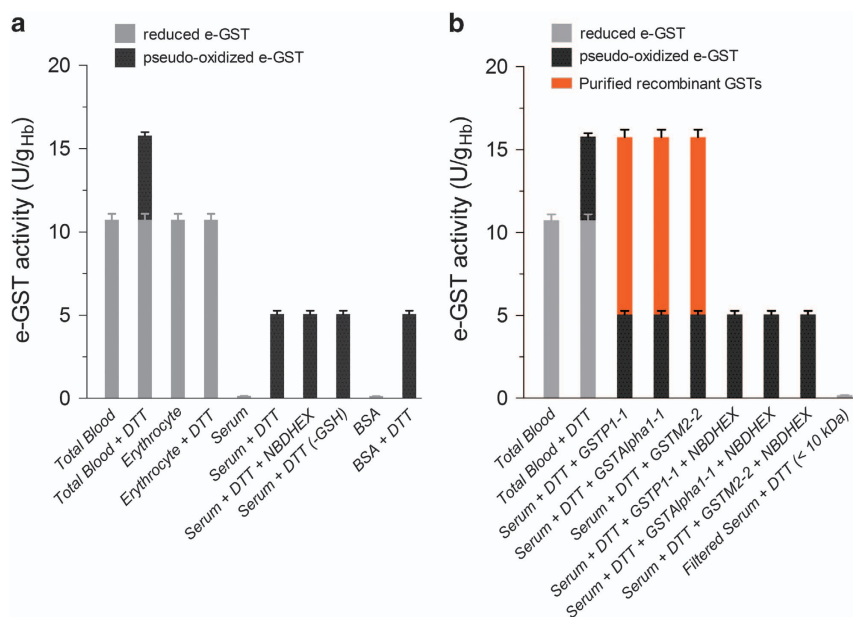 a
reduced e-GST
pseudo-oxidized e-GST
e-GST activity (U/gHb)
20
15
10
5
0
Total Blood
Total Blood + DTT
Erythrocyte
Erythrocyte + DTT
Serum
Serum + DTT
Serum + DTT + NBDHEX
Serum + DTT (-GSH)
BSA
BSA + DTT
b
reduced e-GST
pseudo-oxidized e-GST
Purified recombinant GSTs
e-GST activity (U/gHb)
20
15
10
5
0
Total Blood
Total Blood + DTT
Serum + DTT + GSTP1-1
Serum + DTT + GSTAlpha1-1
Serum + DTT + GSTM2-2
Serum + DTT + GSTP1-1 + NBDHEX
Serum + DTT + GSTAlpha1-1 + NBDHEX
Serum + DTT + GSTM2-2 + NBDHEX
Filtered Serum + DTT (< 10 kDa)